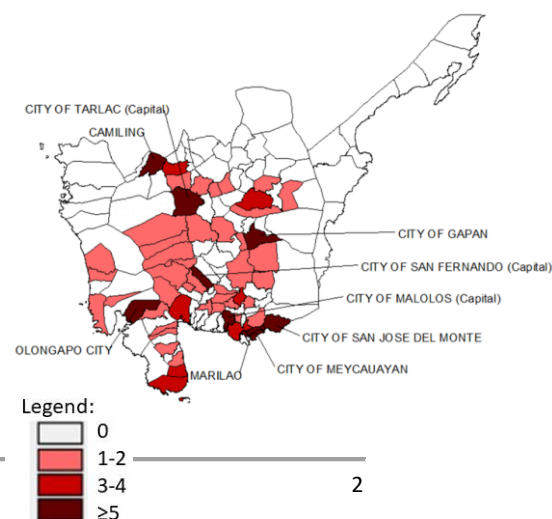 CITY OF TARLAC (Capital)
CAMILING
CITY OF GAPAN
CITY OF SAN FERNANDO (Capital)
CITY OF MALOLOS (Capital)
CITY OF SAN JOSE DEL MONTE
OLONGAPO CITY
MARILAO
CITY OF MEYCAUAYAN
Legend:
0
1-2
3-4
≥5
2